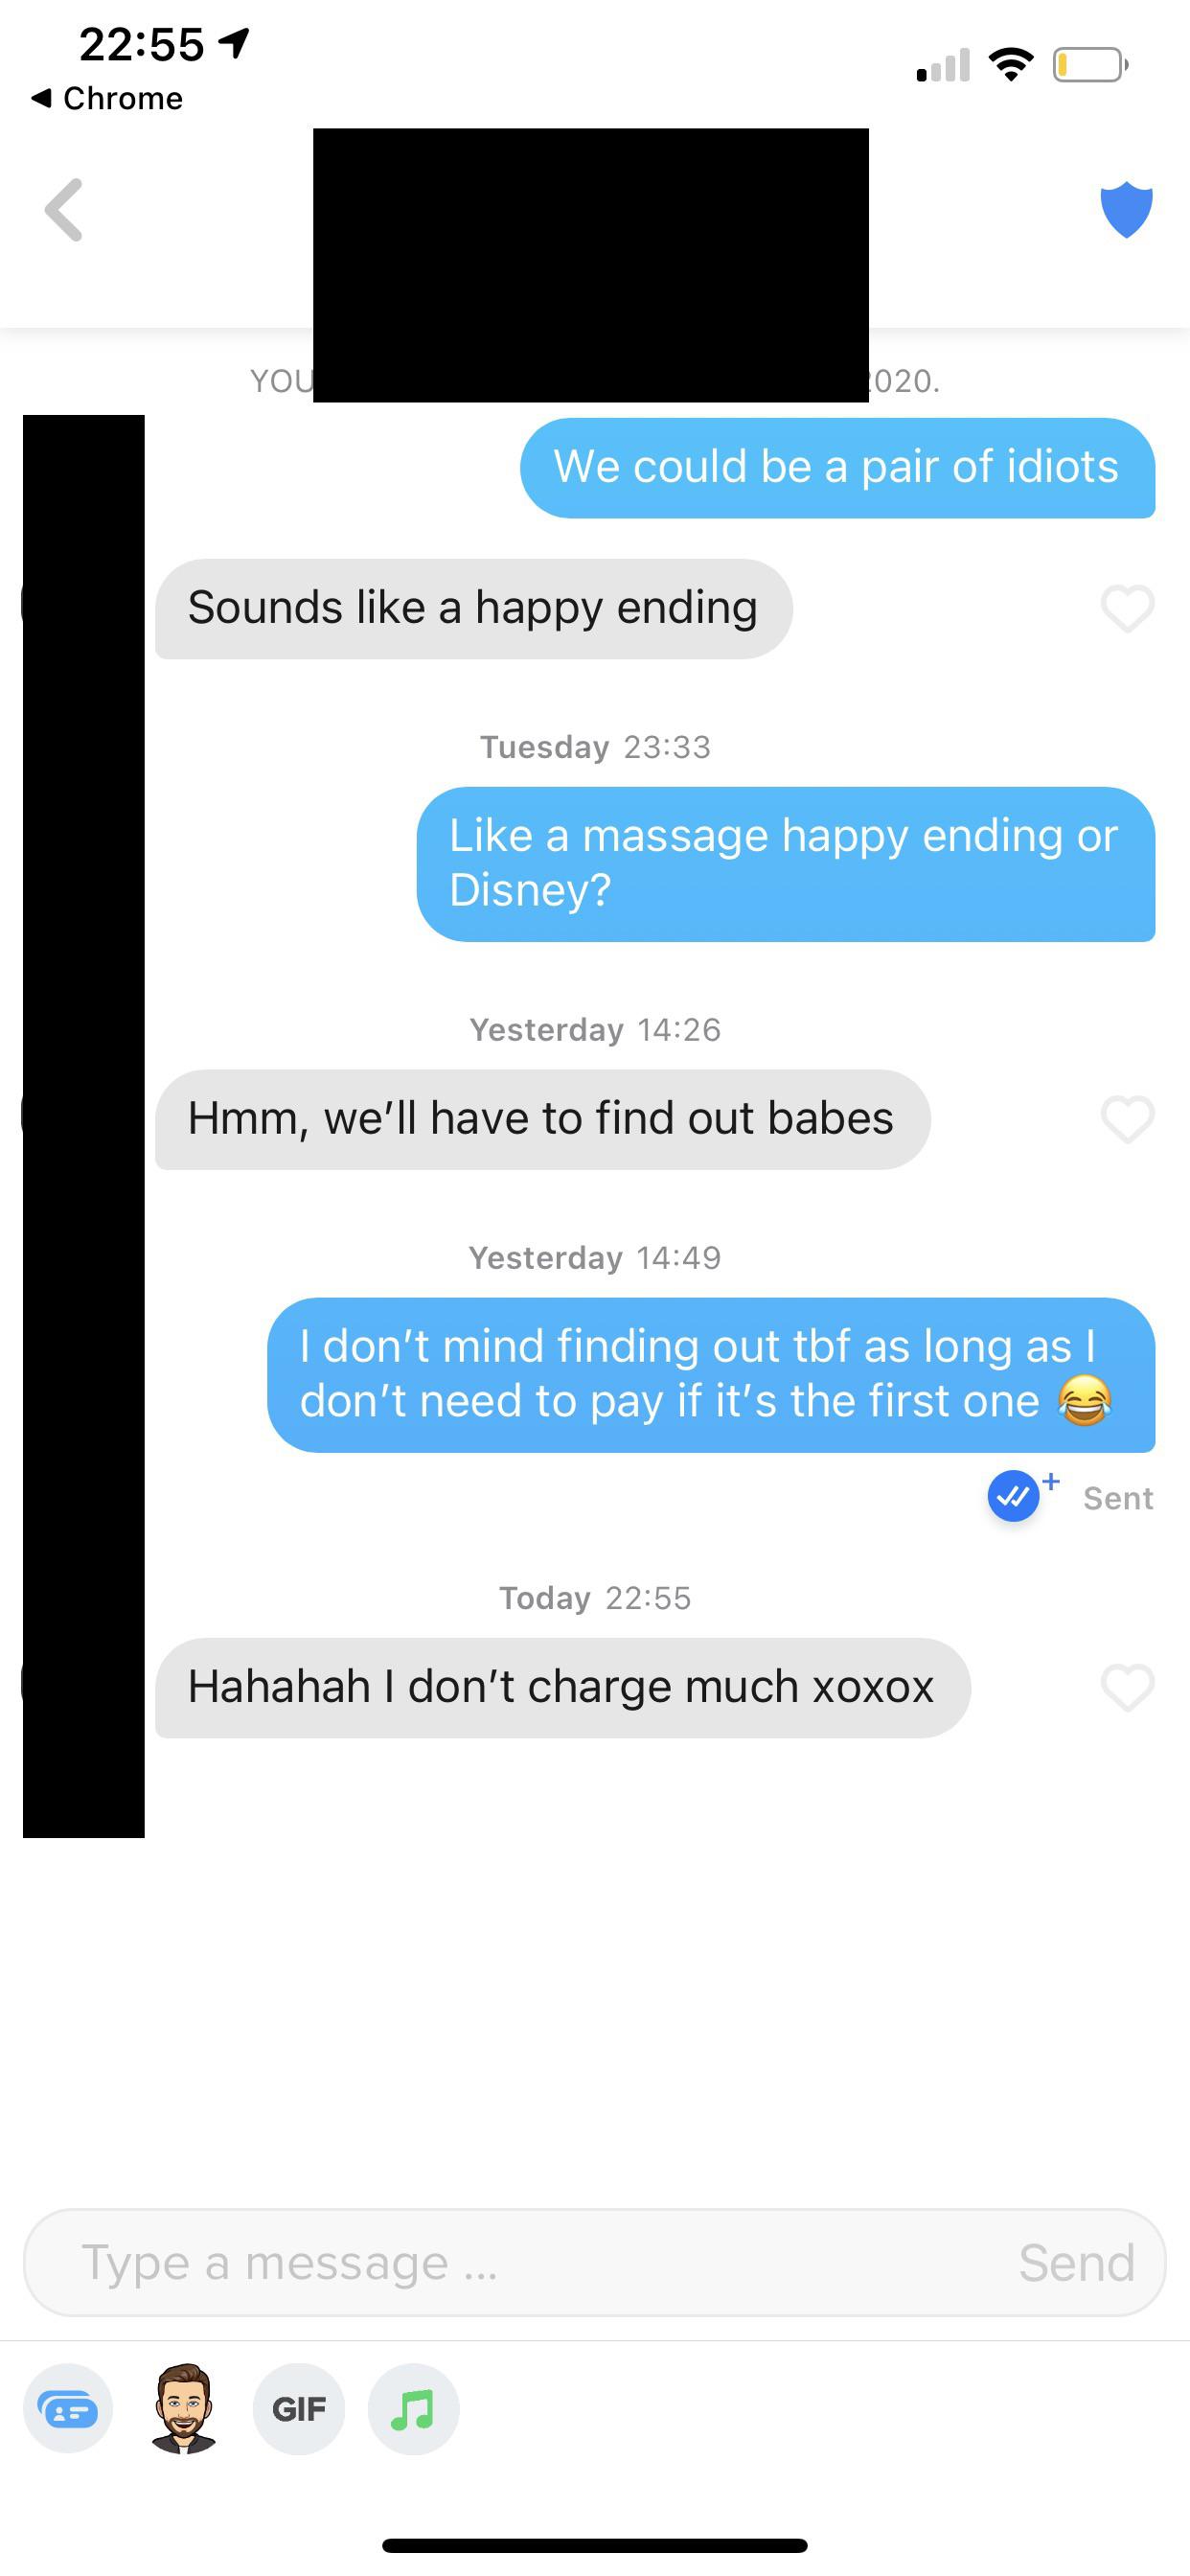 22:55
Chrome
YOU
020.
We could be a pair of idiots
Sounds like a happy ending
Tuesday 23:33
Like a massage happy ending or
Disney?
Yesterday 14:26
Hmm, we’ll have to find out babes
Yesterday 14:49
I don’t mind finding out tbf as long as I
don’t need to pay if it’s the first one 😂
Sent
Today 22:55
Hahahah I don’t charge much xoxox
Type a message ...
Send
GIF